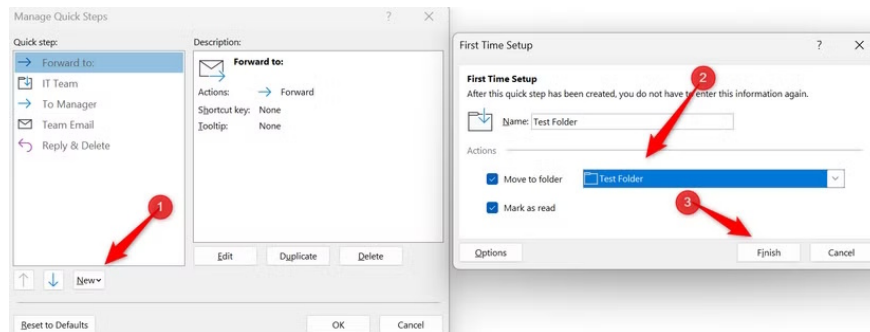 Manage Quick Steps
?
X
Quick step:
Forward to:
IT Team
To Manager
Team Email
Reply & Delete
1
New
Reset to Defaults
Description:
Forward to:
Actions: → Forward
Shortcut key: None
Tooltip: None
Edit Duplicate Delete
OK Cancel
First Time Setup
?
X
First Time Setup
After this quick step has been created, you do not have to enter this information again.
2
Name: Test Folder
Actions
Move to folder Test Folder
Mark as read
3
Options Finish Cancel